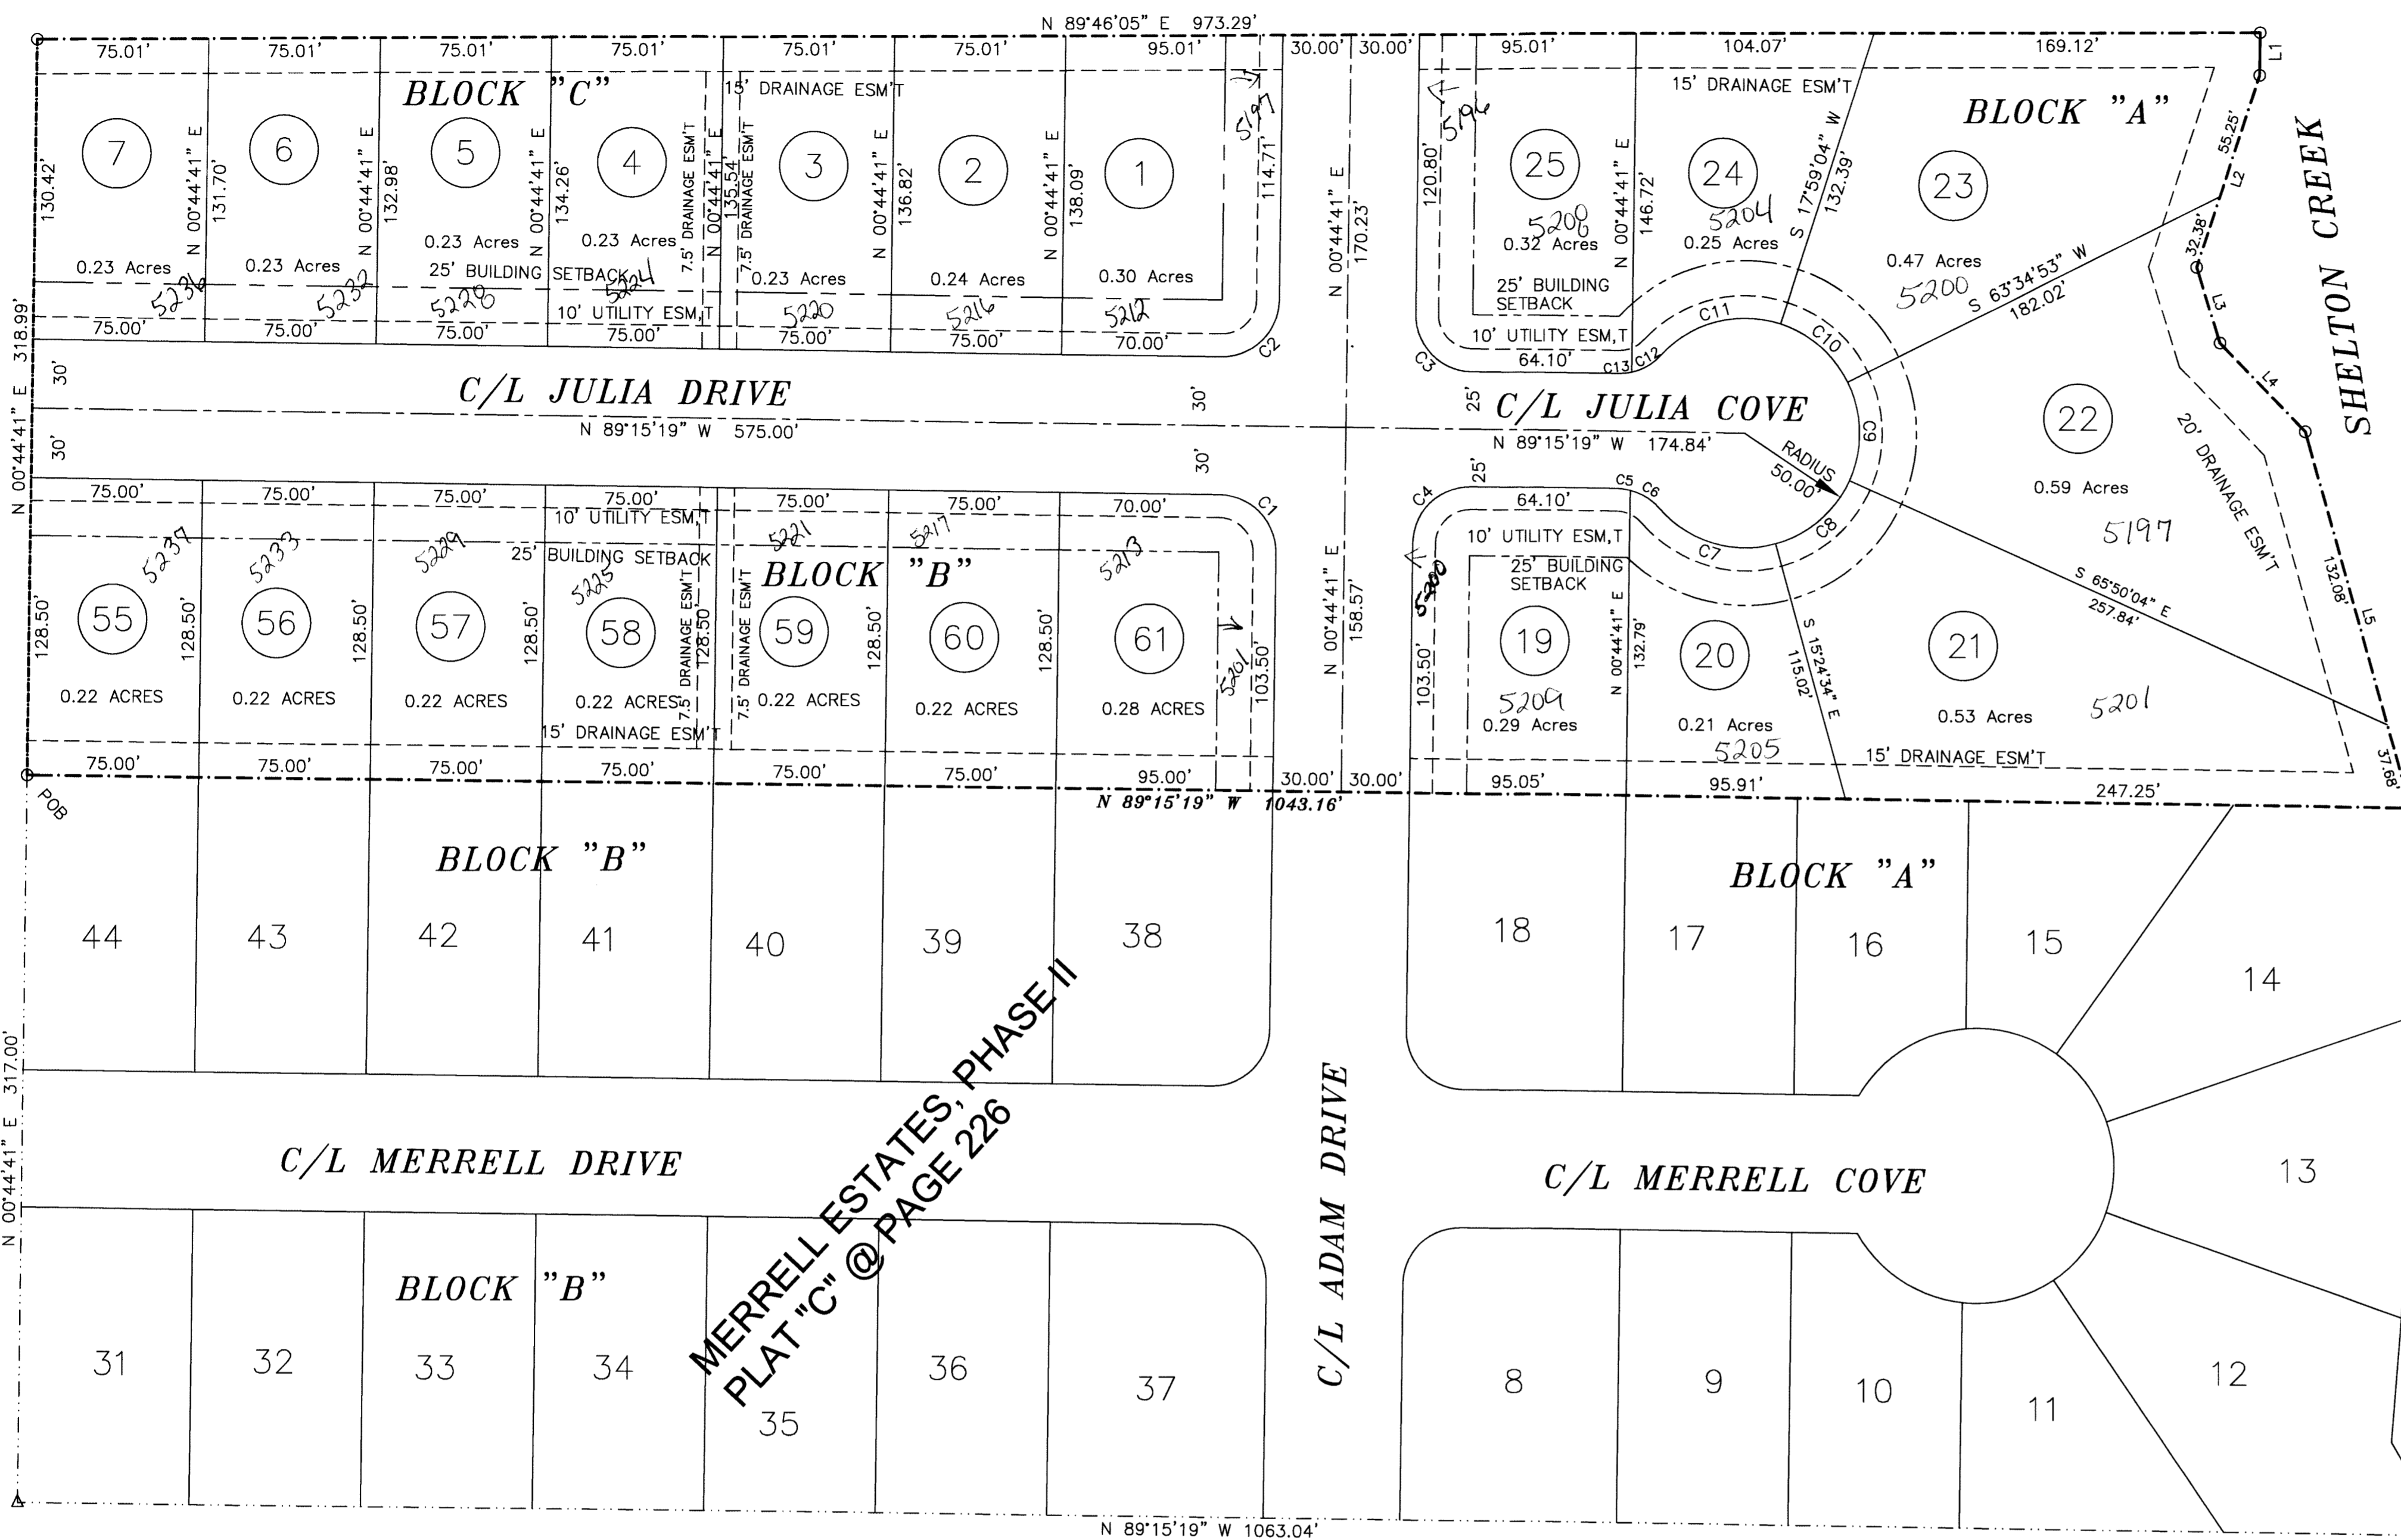 N 89°46'05" E 973.29'
75.01' 75.01' 75.01' 75.01' 75.01' 75.01' 95.01' 30.00' 30.00' 95.01' 104.07' 169.12'
L1
BLOCK "C"
15' DRAINAGE ESM'T
15' DRAINAGE ESM'T
BLOCK "A"
SHELTON CREEK
7 6 5 4 3 2 1 25 24 23
130.42'
N 00°44'41" E
131.70'
N 00°44'41" E
132.98'
N 00°44'41" E
134.26'
7.5' DRAINAGE ESM'T
N 00°44'41" E
135.54'
7.5' DRAINAGE ESM'T
N 00°44'41" E
136.82'
N 00°44'41" E
138.09'
5197
114.71'
N 00°44'41" E
170.23'
120.80'
5196
N 00°44'41" E
146.72'
S 17°59'04" W
132.39'
55.25'
L2
32.38'
L3
L4
0.23 Acres
0.23 Acres
0.23 Acres
0.23 Acres
0.23 Acres
0.24 Acres
0.30 Acres
5208
0.32 Acres
5204
0.25 Acres
0.47 Acres
5200
S 63°34'53" W
182.02'
25' BUILDING SETBACK
25' BUILDING
SETBACK
5236 5232 5228 5224 5220 5216 5212
10' UTILITY ESM,T
10' UTILITY ESM,T
75.00' 75.00' 75.00' 75.00' 75.00' 75.00' 70.00'
C2 C3
64.10'
C13 C12 C11 C10 C9
N 00°44'41" E 318.99'
30'
30'
C/L JULIA DRIVE
N 89°15'19" W 575.00'
30'
30'
25'
25'
C/L JULIA COVE
N 89°15'19" W 174.84'
RADIUS
50.00'
22
0.59 Acres
5197
20' DRAINAGE ESM'T
75.00' 75.00' 75.00' 75.00' 75.00' 75.00' 70.00'
C1 C4
64.10'
C5 C6 C7 C8
10' UTILITY ESM,T
10' UTILITY ESM,T
25' BUILDING SETBACK
25' BUILDING
SETBACK
5237 5233 5229 5225 5221 5217 5213
BLOCK "B"
5200
55 56 57 58 59 60 61 19 20 21
128.50' 128.50' 128.50' 128.50'
7.5' DRAINAGE ESM'T
128.50'
7.5' DRAINAGE ESM'T
128.50' 128.50'
5201
103.50'
N 00°44'41" E
158.57'
103.50'
N 00°44'41" E
132.79'
S 15°24'34" E
115.02'
S 65°50'04" E
257.84'
132.08'
L5
37.68'
0.22 ACRES
0.22 ACRES
0.22 ACRES
0.22 ACRES
0.22 ACRES
0.22 ACRES
0.28 ACRES
5209
0.29 Acres
0.21 Acres
5205
0.53 Acres
5201
15' DRAINAGE ESM'T
15' DRAINAGE ESM'T
75.00' 75.00' 75.00' 75.00' 75.00' 75.00' 95.00' 30.00' 30.00' 95.05' 95.91' 247.25'
N 89°15'19" W 1043.16'
POB
BLOCK "B"
BLOCK "A"
44 43 42 41 40 39 38 18 17 16 15 14
N 00°44'41" E 317.00'
MERRELL ESTATES, PHASE II
PLAT "C" @ PAGE 226
C/L MERRELL DRIVE
C/L ADAM DRIVE
C/L MERRELL COVE
13
BLOCK "B"
31 32 33 34 35 36 37 8 9 10 11 12
N 89°15'19" W 1063.04'